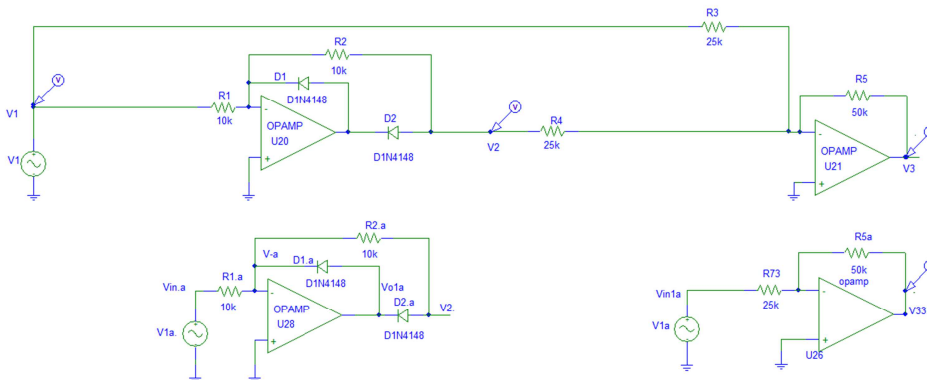 R3
25k
R2
V
10k
D1
V
R5
V1
R1
D1N4148
D2
R4
50k
10k
-
OPAMP
-
V2
25k
OPAMP
U20
D1N4148
U21
V1
+
+
V3
R2.a
R5a
V-a
10k
D1.a
50k
Vin.a
R1.a
D1N4148
Vo1a
R73
opamp
-
D2.a
Vin1a
-
10k
OPAMP
V2.
25k
V1a.
U28
D1N4148
V1a
V33
+
+
U26